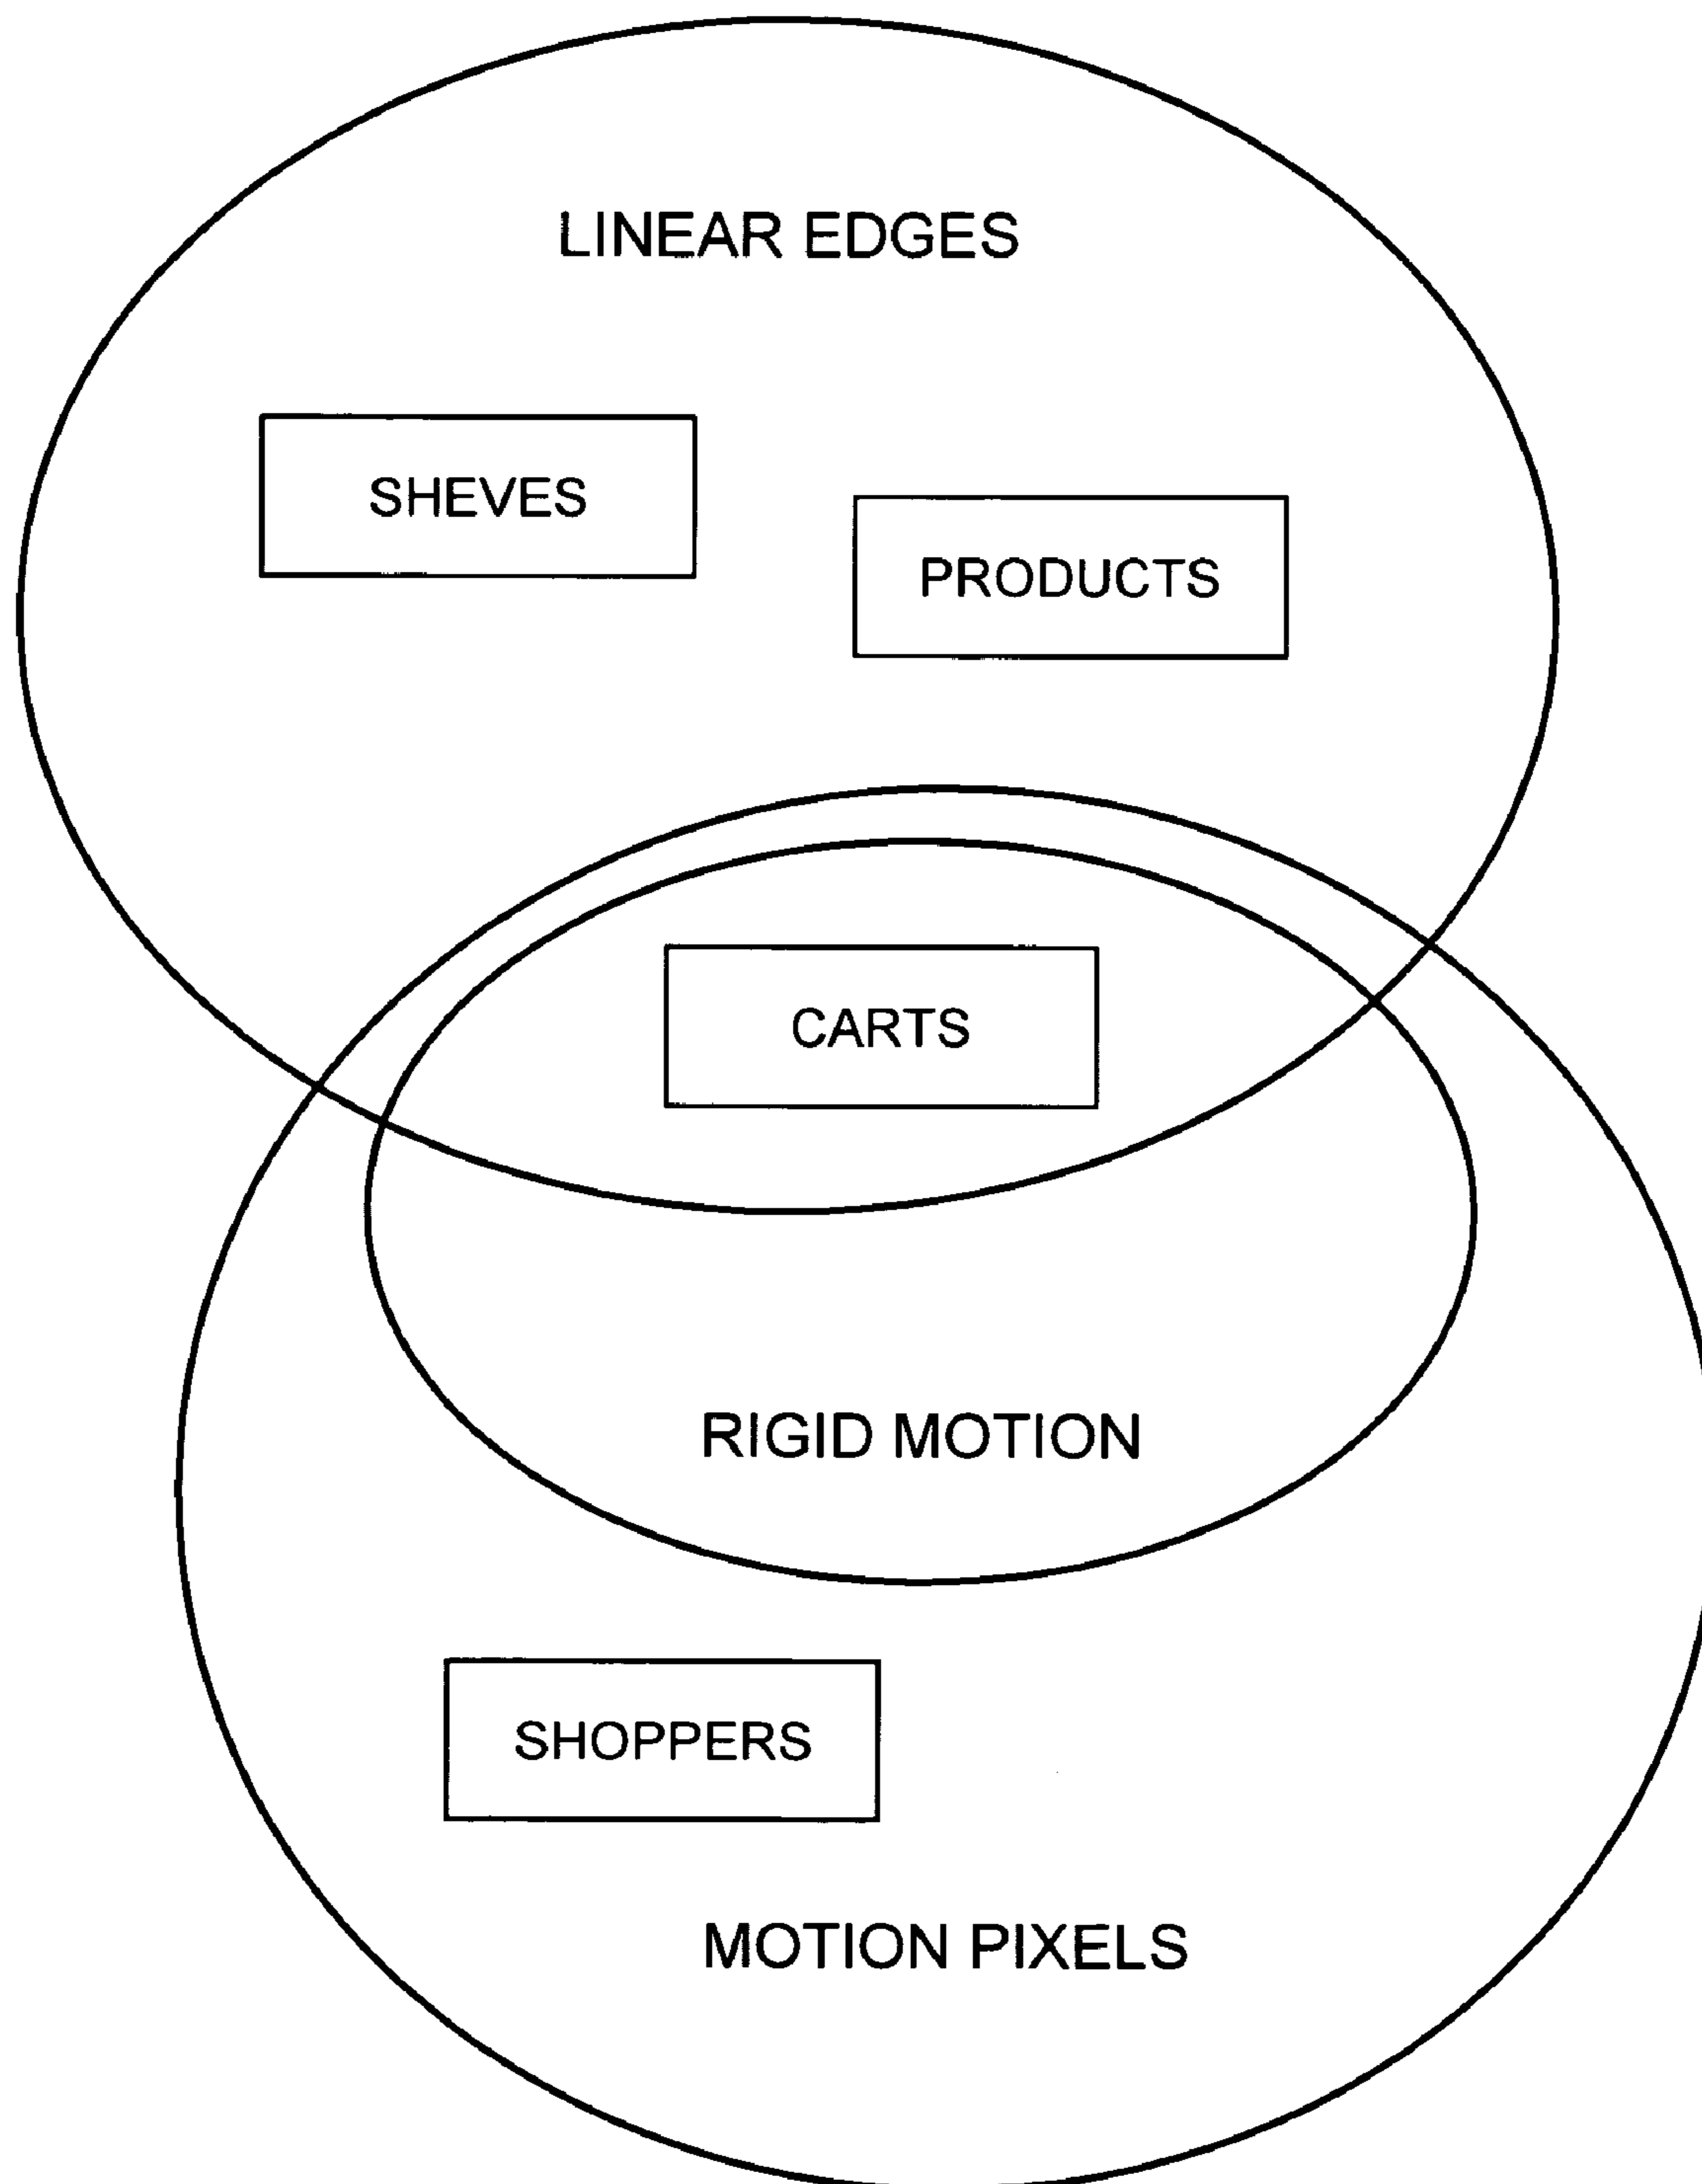 LINEAR EDGES
SHEVES
PRODUCTS
CARTS
RIGID MOTION
SHOPPERS
MOTION PIXELS